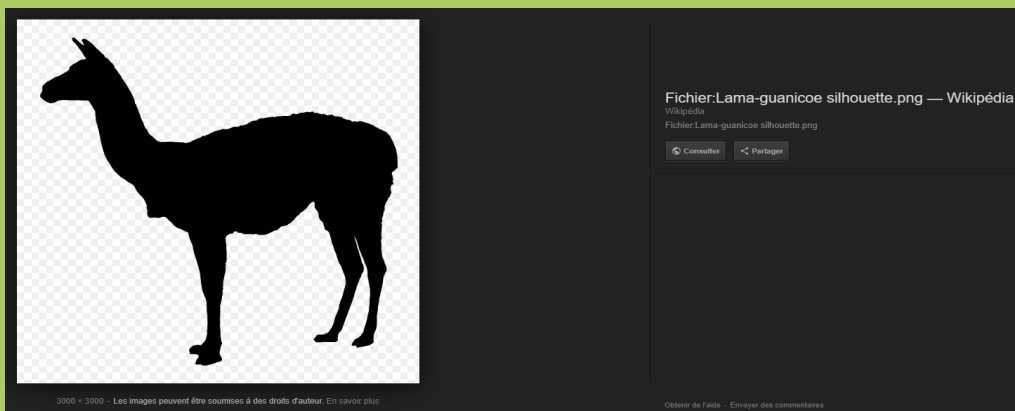 Fichier:Lama-guanicoe silhouette.png — Wikipédia
Wikipédia
Fichier:Lama-guanicoe silhouette.png
Consulter
Partager
3000 × 3000 - Les images peuvent être soumises à des droits d'auteur. En savoir plus
Obtenir de l'aide - Envoyer des commentaires